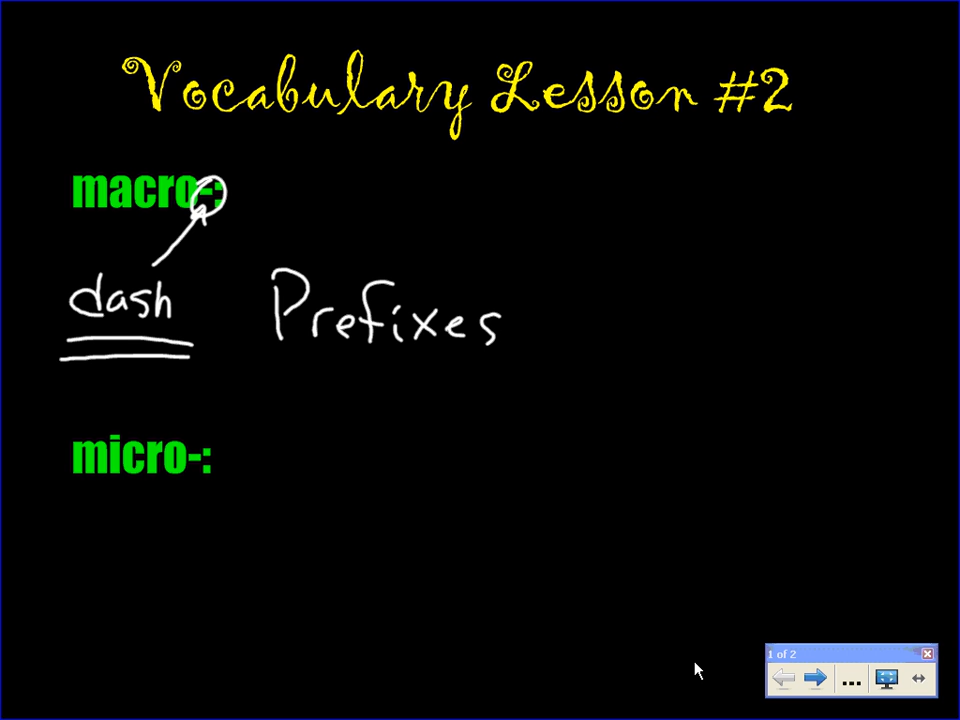 Vocabulary Lesson #2
macro-:
dash
Prefixes
micro-:
1 of 2
...